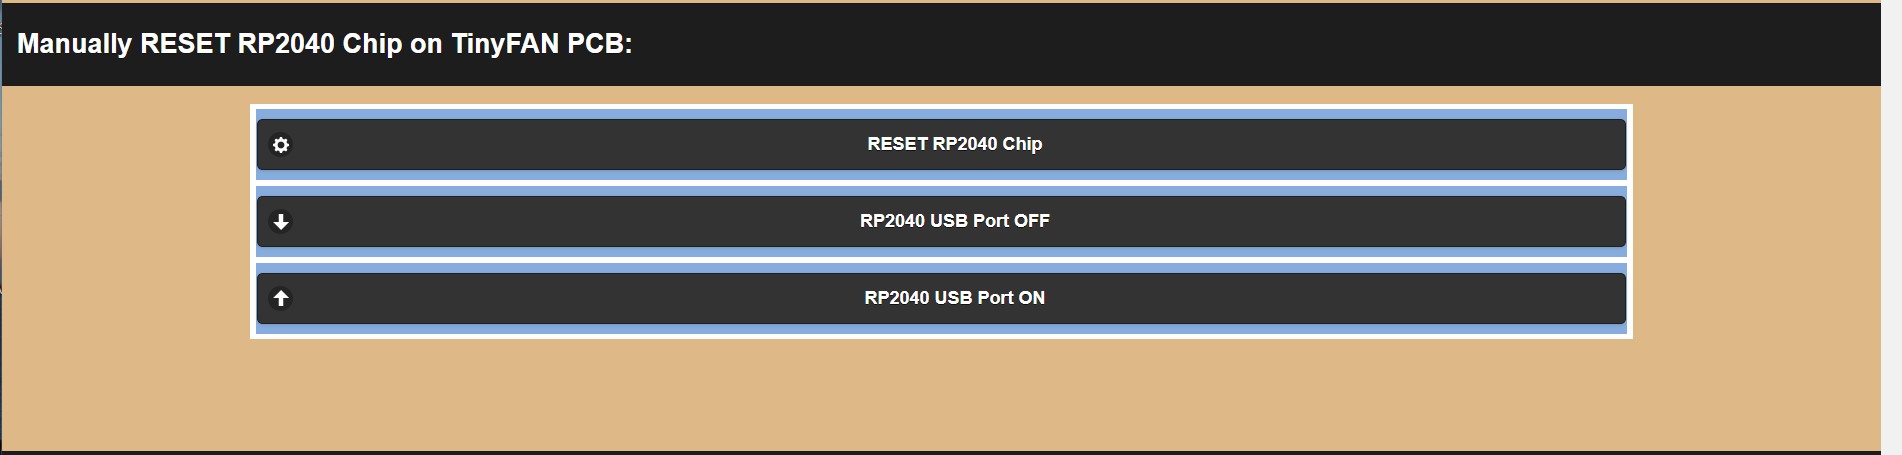 Manually RESET RP2040 Chip on TinyFAN PCB:
RESET RP2040 Chip
RP2040 USB Port OFF
RP2040 USB Port ON